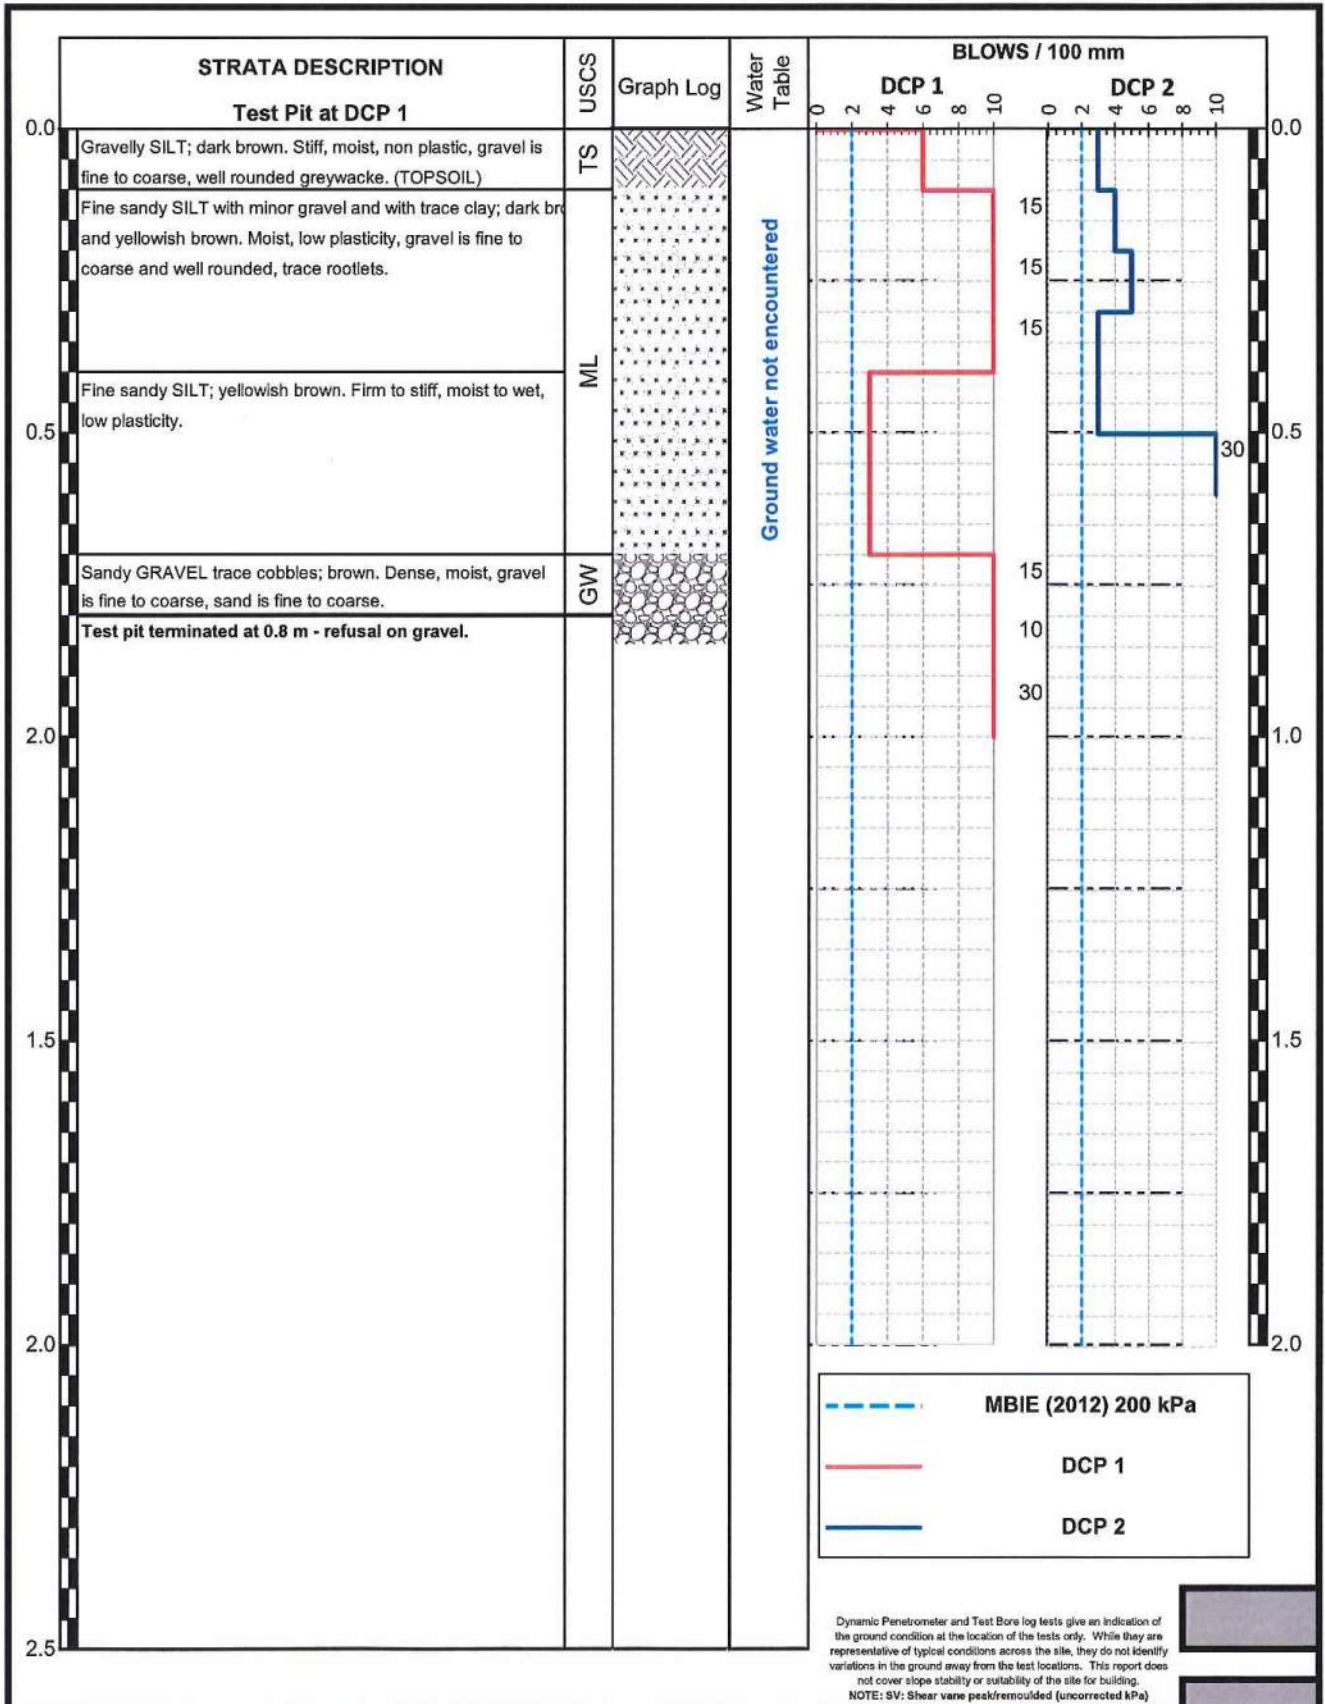 STRATA DESCRIPTION
Test Pit at DCP 1
USCS
Graph Log
Water
Table
BLOWS / 100 mm
DCP 1
DCP 2
0 2 4 6 8 10
0 2 4 6 8 10
0.0
0.0
Gravelly SILT; dark brown. Stiff, moist, non plastic, gravel is
fine to coarse, well rounded greywacke. (TOPSOIL)
TS
Fine sandy SILT with minor gravel and with trace clay; dark bro
and yellowish brown. Moist, low plasticity, gravel is fine to
coarse and well rounded, trace rootlets.
15
15
15
ML
Ground water not encountered
Fine sandy SILT; yellowish brown. Firm to stiff, moist to wet,
low plasticity.
0.5
30
0.5
Sandy GRAVEL trace cobbles; brown. Dense, moist, gravel
is fine to coarse, sand is fine to coarse.
GW
15
Test pit terminated at 0.8 m - refusal on gravel.
10
30
2.0
1.0
1.5
1.5
2.0
2.0
MBIE (2012) 200 kPa
DCP 1
DCP 2
2.5
Dynamic Penetrometer and Test Bore log tests give an indication of
the ground condition at the location of the tests only. While they are
representative of typical conditions across the site, they do not identify
variations in the ground away from the test locations. This report does
not cover slope stability or suitability of the site for building.
NOTE: SV: Shear vane peak/remoulded (uncorrected kPa)